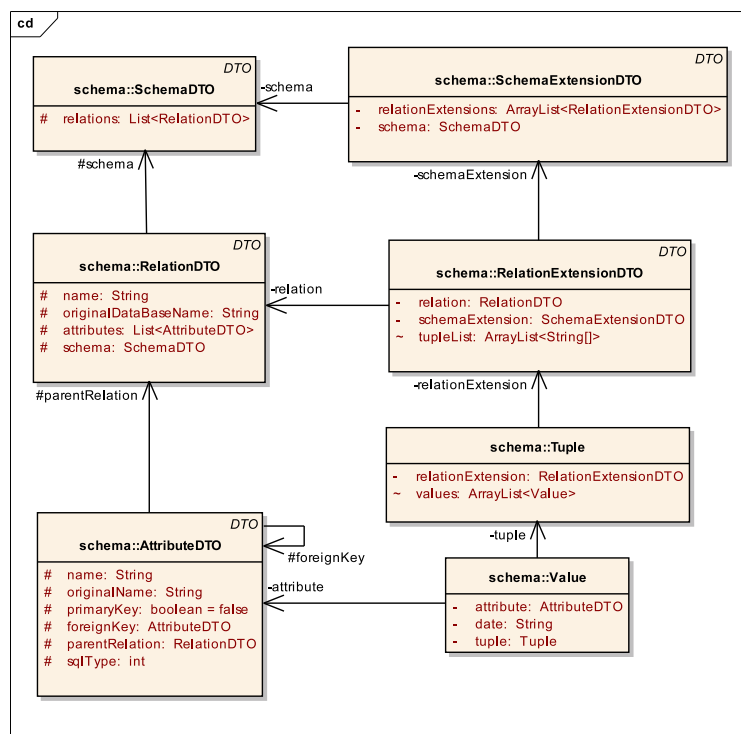 cd
DTO
schema::SchemaDTO
# relations: List<RelationDTO>
-schema
DTO
schema::SchemaExtensionDTO
- relationExtensions: ArrayList<RelationExtensionDTO>
- schema: SchemaDTO
#schema
-schemaExtension
DTO
schema::RelationDTO
# name: String
# originalDataBaseName: String
# attributes: List<AttributeDTO>
# schema: SchemaDTO
-relation
DTO
schema::RelationExtensionDTO
- relation: RelationDTO
- schemaExtension: SchemaExtensionDTO
~ tupleList: ArrayList<String[]>
#parentRelation
-relationExtension
schema::Tuple
- relationExtension: RelationExtensionDTO
~ values: ArrayList<Value>
DTO
schema::AttributeDTO
# name: String
# originalName: String
# primaryKey: boolean = false
# foreignKey: AttributeDTO
# parentRelation: RelationDTO
# sqlType: int
#foreignKey
-attribute
-tuple
schema::Value
- attribute: AttributeDTO
- date: String
- tuple: Tuple